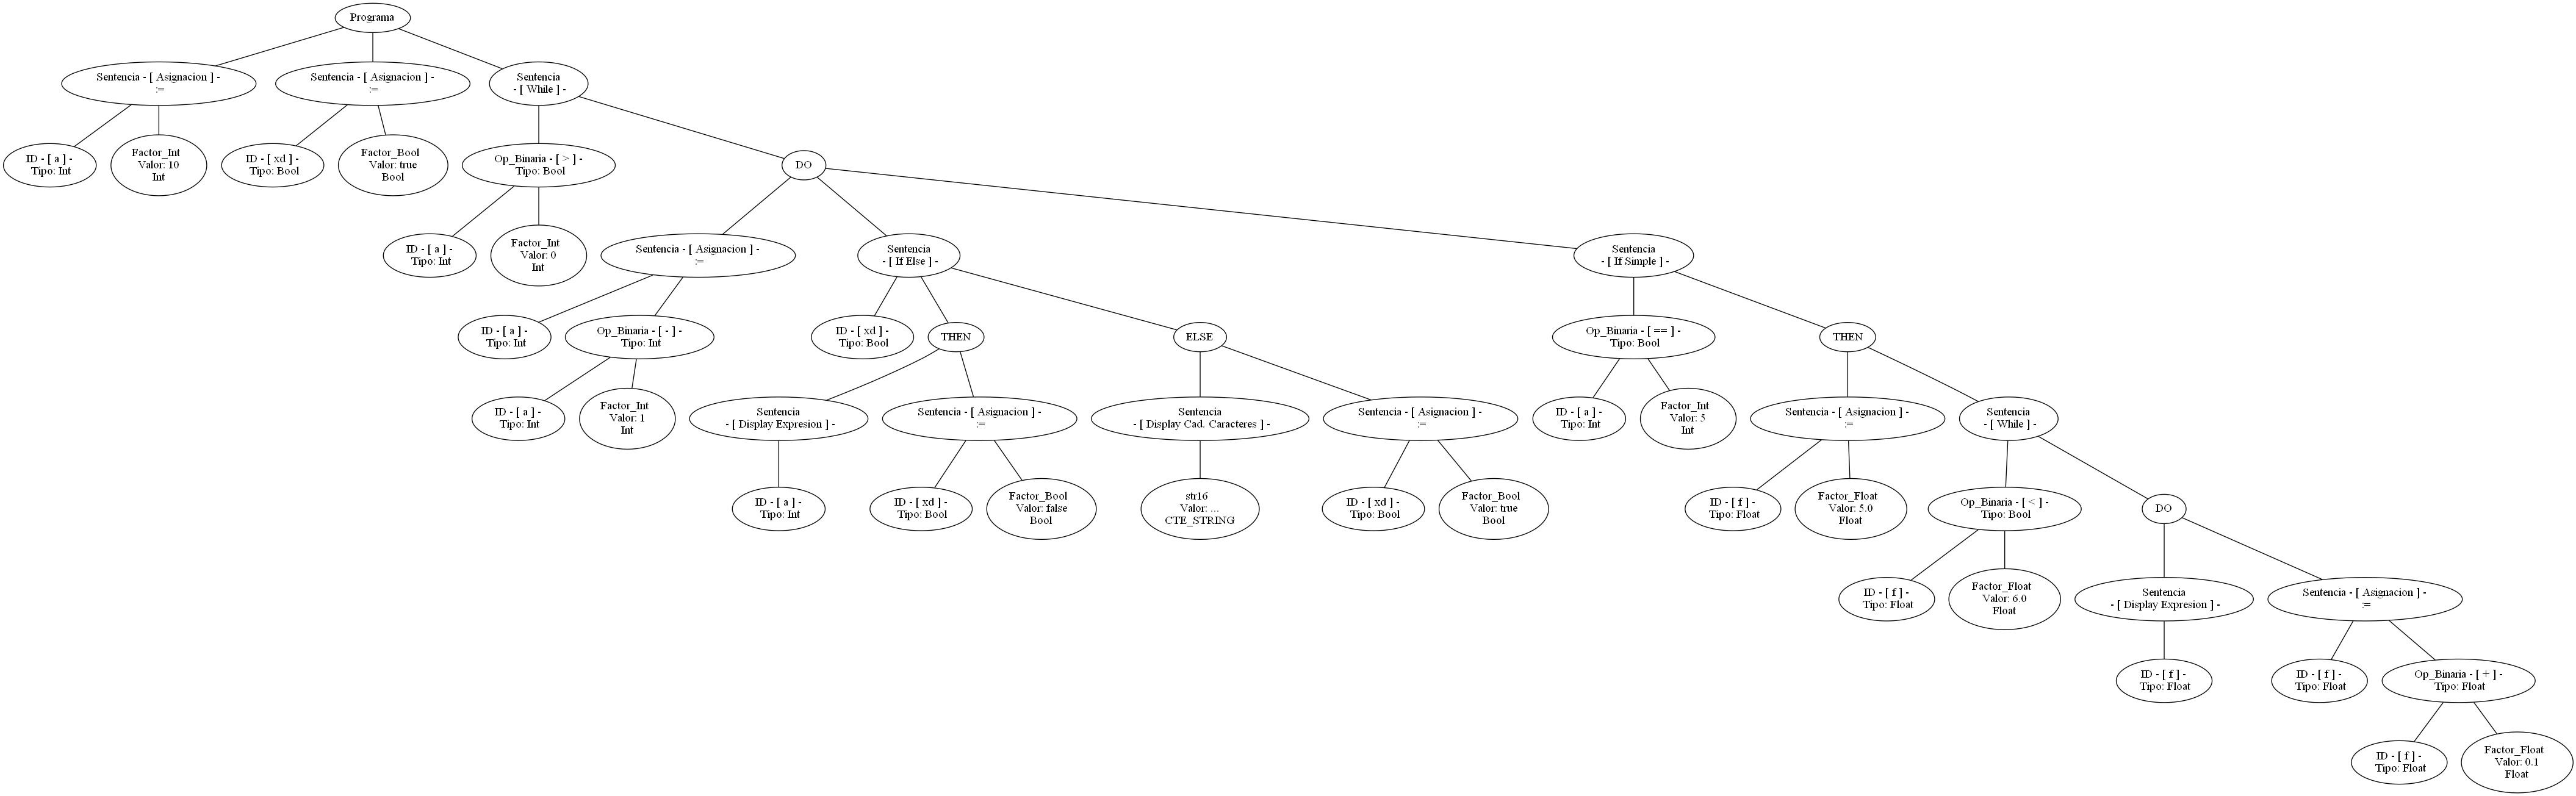 Programa
Sentencia - [ Asignacion ] -
:=
Sentencia - [ Asignacion ] -
:=
Sentencia
- [ While ] -
ID - [ a ] -
Tipo: Int
Factor_Int
Valor: 10
Int
ID - [ xd ] -
Tipo: Bool
Factor_Bool
Valor: true
Bool
Op_Binaria - [ > ] -
Tipo: Bool
DO
ID - [ a ] -
Tipo: Int
Factor_Int
Valor: 0
Int
Sentencia - [ Asignacion ] -
:=
Sentencia
- [ If Else ] -
Sentencia
- [ If Simple ] -
ID - [ a ] -
Tipo: Int
Op_Binaria - [ - ] -
Tipo: Int
ID - [ xd ] -
Tipo: Bool
THEN
ELSE
Op_Binaria - [ == ] -
Tipo: Bool
THEN
ID - [ a ] -
Tipo: Int
Factor_Int
Valor: 1
Int
Sentencia
- [ Display Expresion ] -
Sentencia - [ Asignacion ] -
:=
Sentencia
- [ Display Cad. Caracteres ] -
Sentencia - [ Asignacion ] -
:=
ID - [ a ] -
Tipo: Int
Factor_Int
Valor: 5
Int
Sentencia - [ Asignacion ] -
:=
Sentencia
- [ While ] -
ID - [ a ] -
Tipo: Int
ID - [ xd ] -
Tipo: Bool
Factor_Bool
Valor: false
Bool
str16
Valor: ...
CTE_STRING
ID - [ xd ] -
Tipo: Bool
Factor_Bool
Valor: true
Bool
ID - [ f ] -
Tipo: Float
Factor_Float
Valor: 5.0
Float
Op_Binaria - [ < ] -
Tipo: Bool
DO
ID - [ f ] -
Tipo: Float
Factor_Float
Valor: 6.0
Float
Sentencia
- [ Display Expresion ] -
Sentencia - [ Asignacion ] -
:=
ID - [ f ] -
Tipo: Float
ID - [ f ] -
Tipo: Float
Op_Binaria - [ + ] -
Tipo: Float
ID - [ f ] -
Tipo: Float
Factor_Float
Valor: 0.1
Float